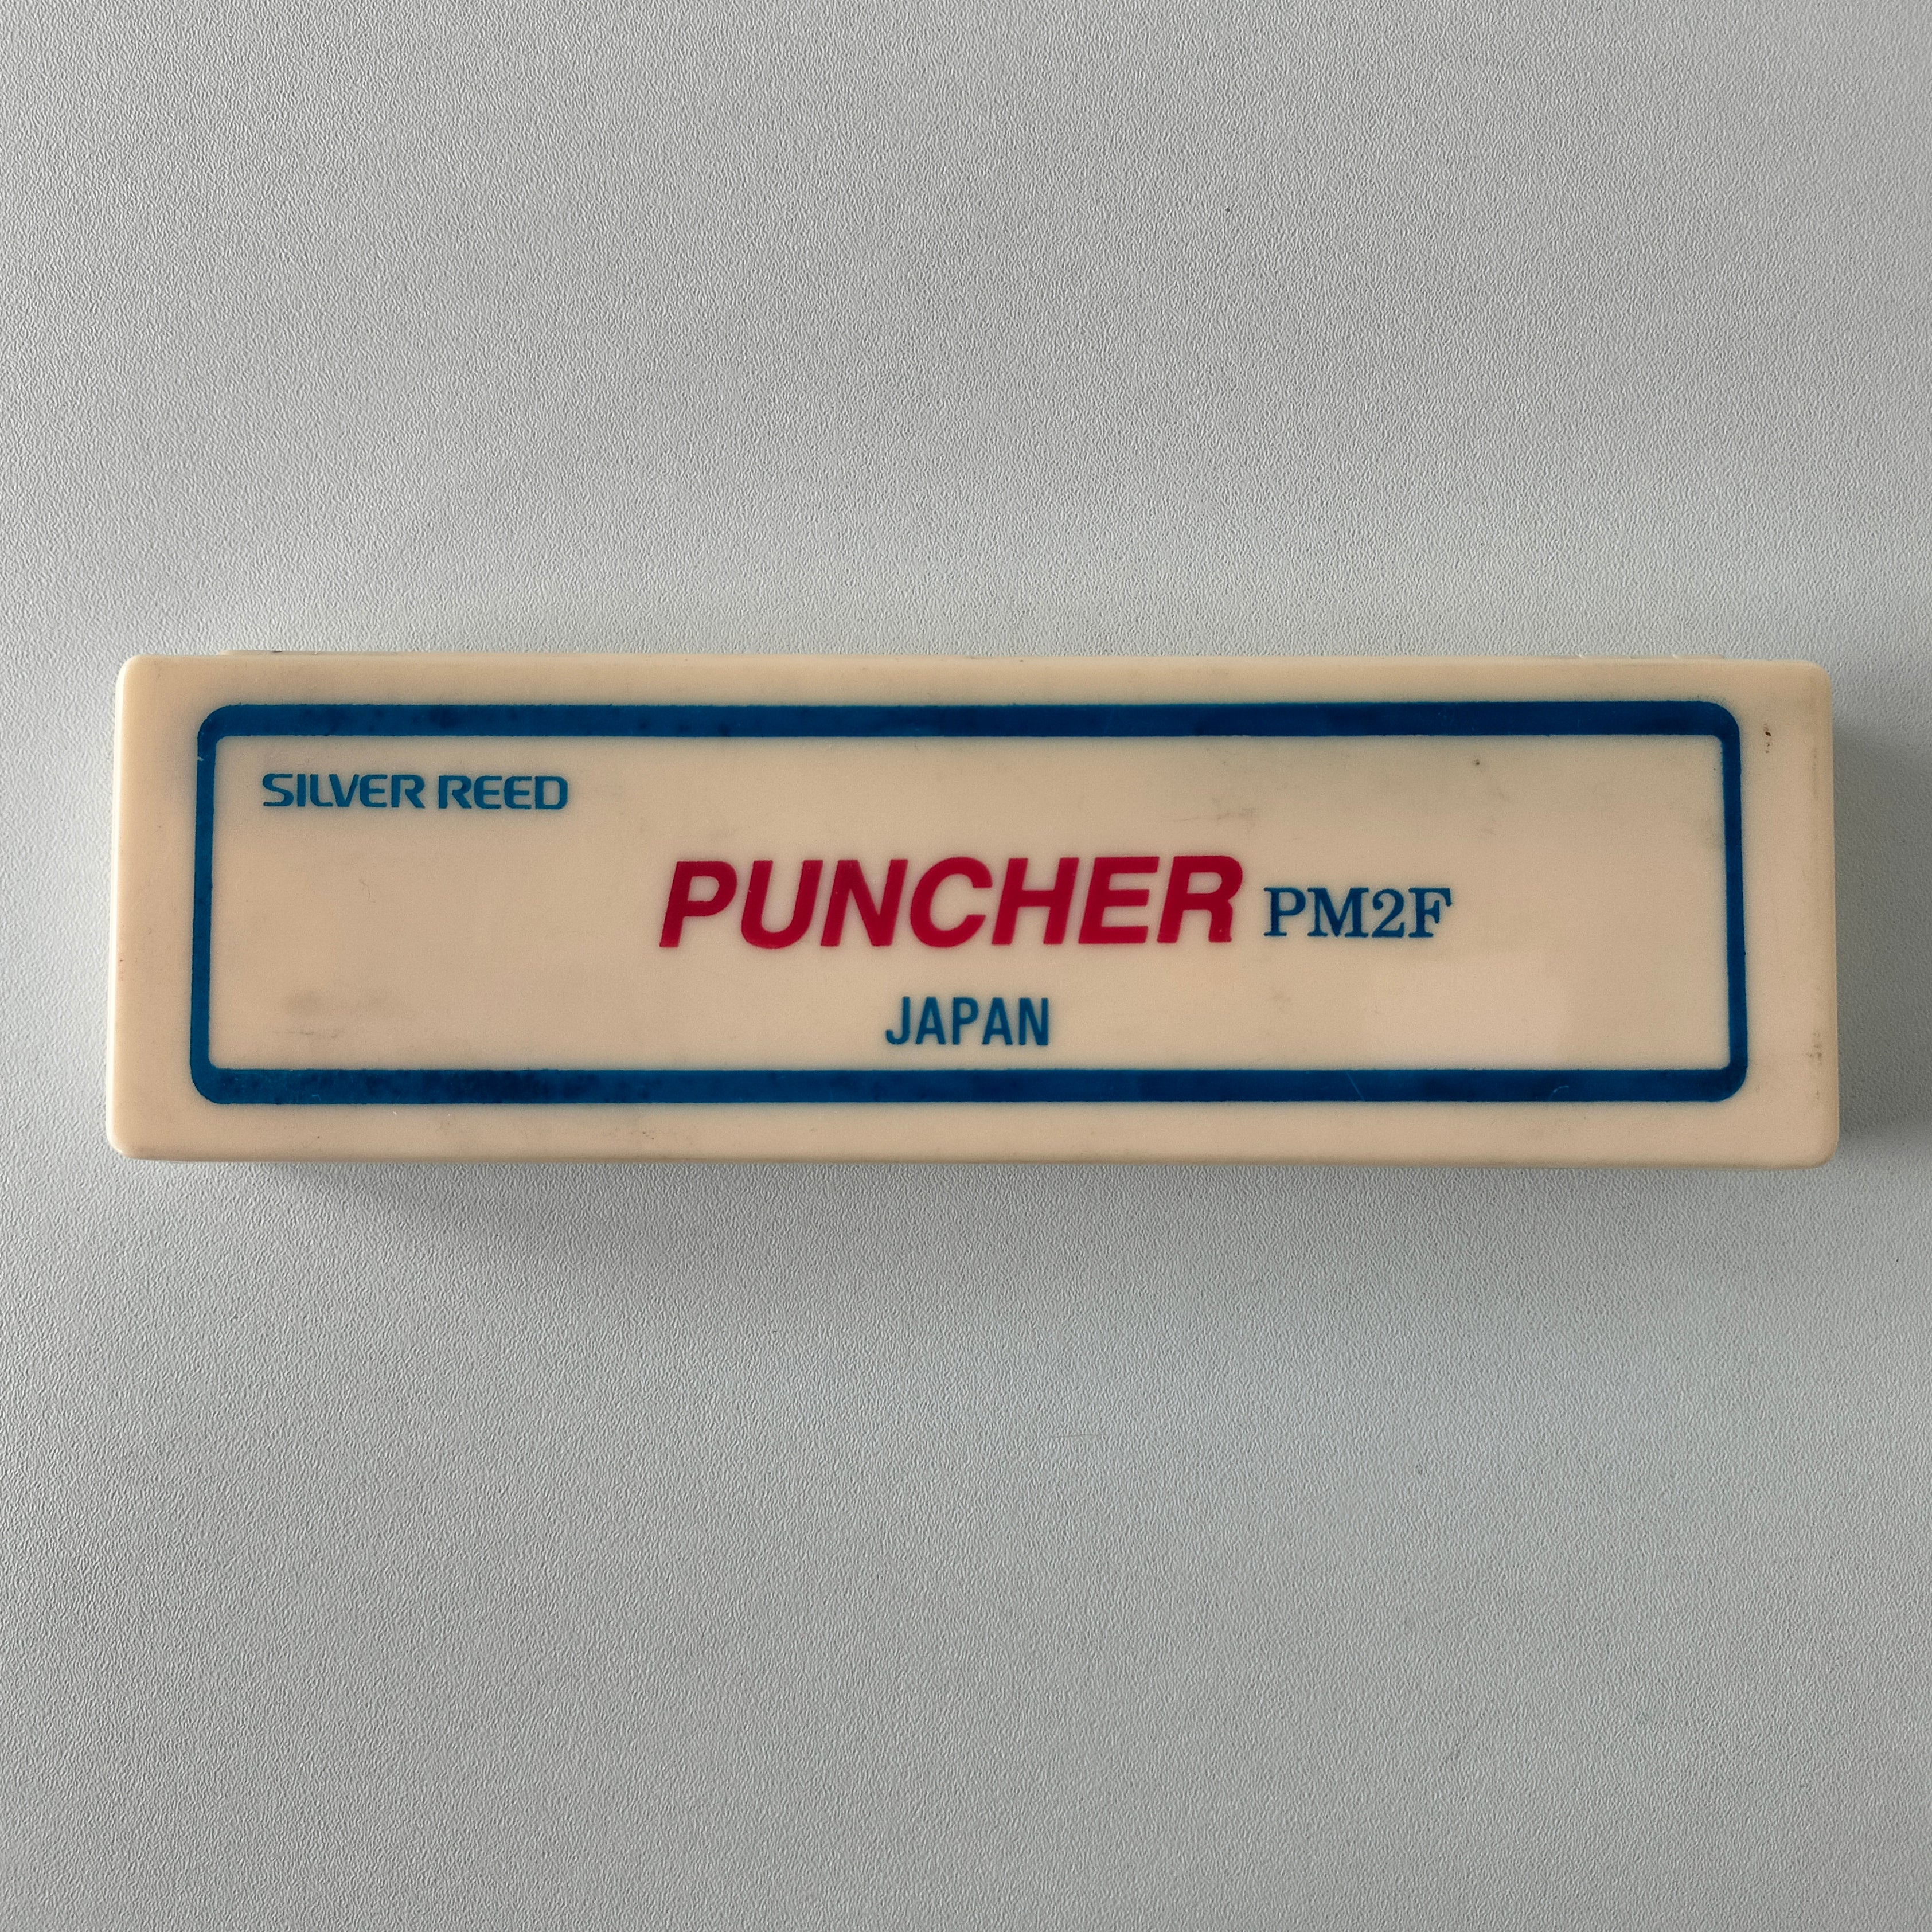 SILVER REED
PUNCHER PM2F
JAPAN